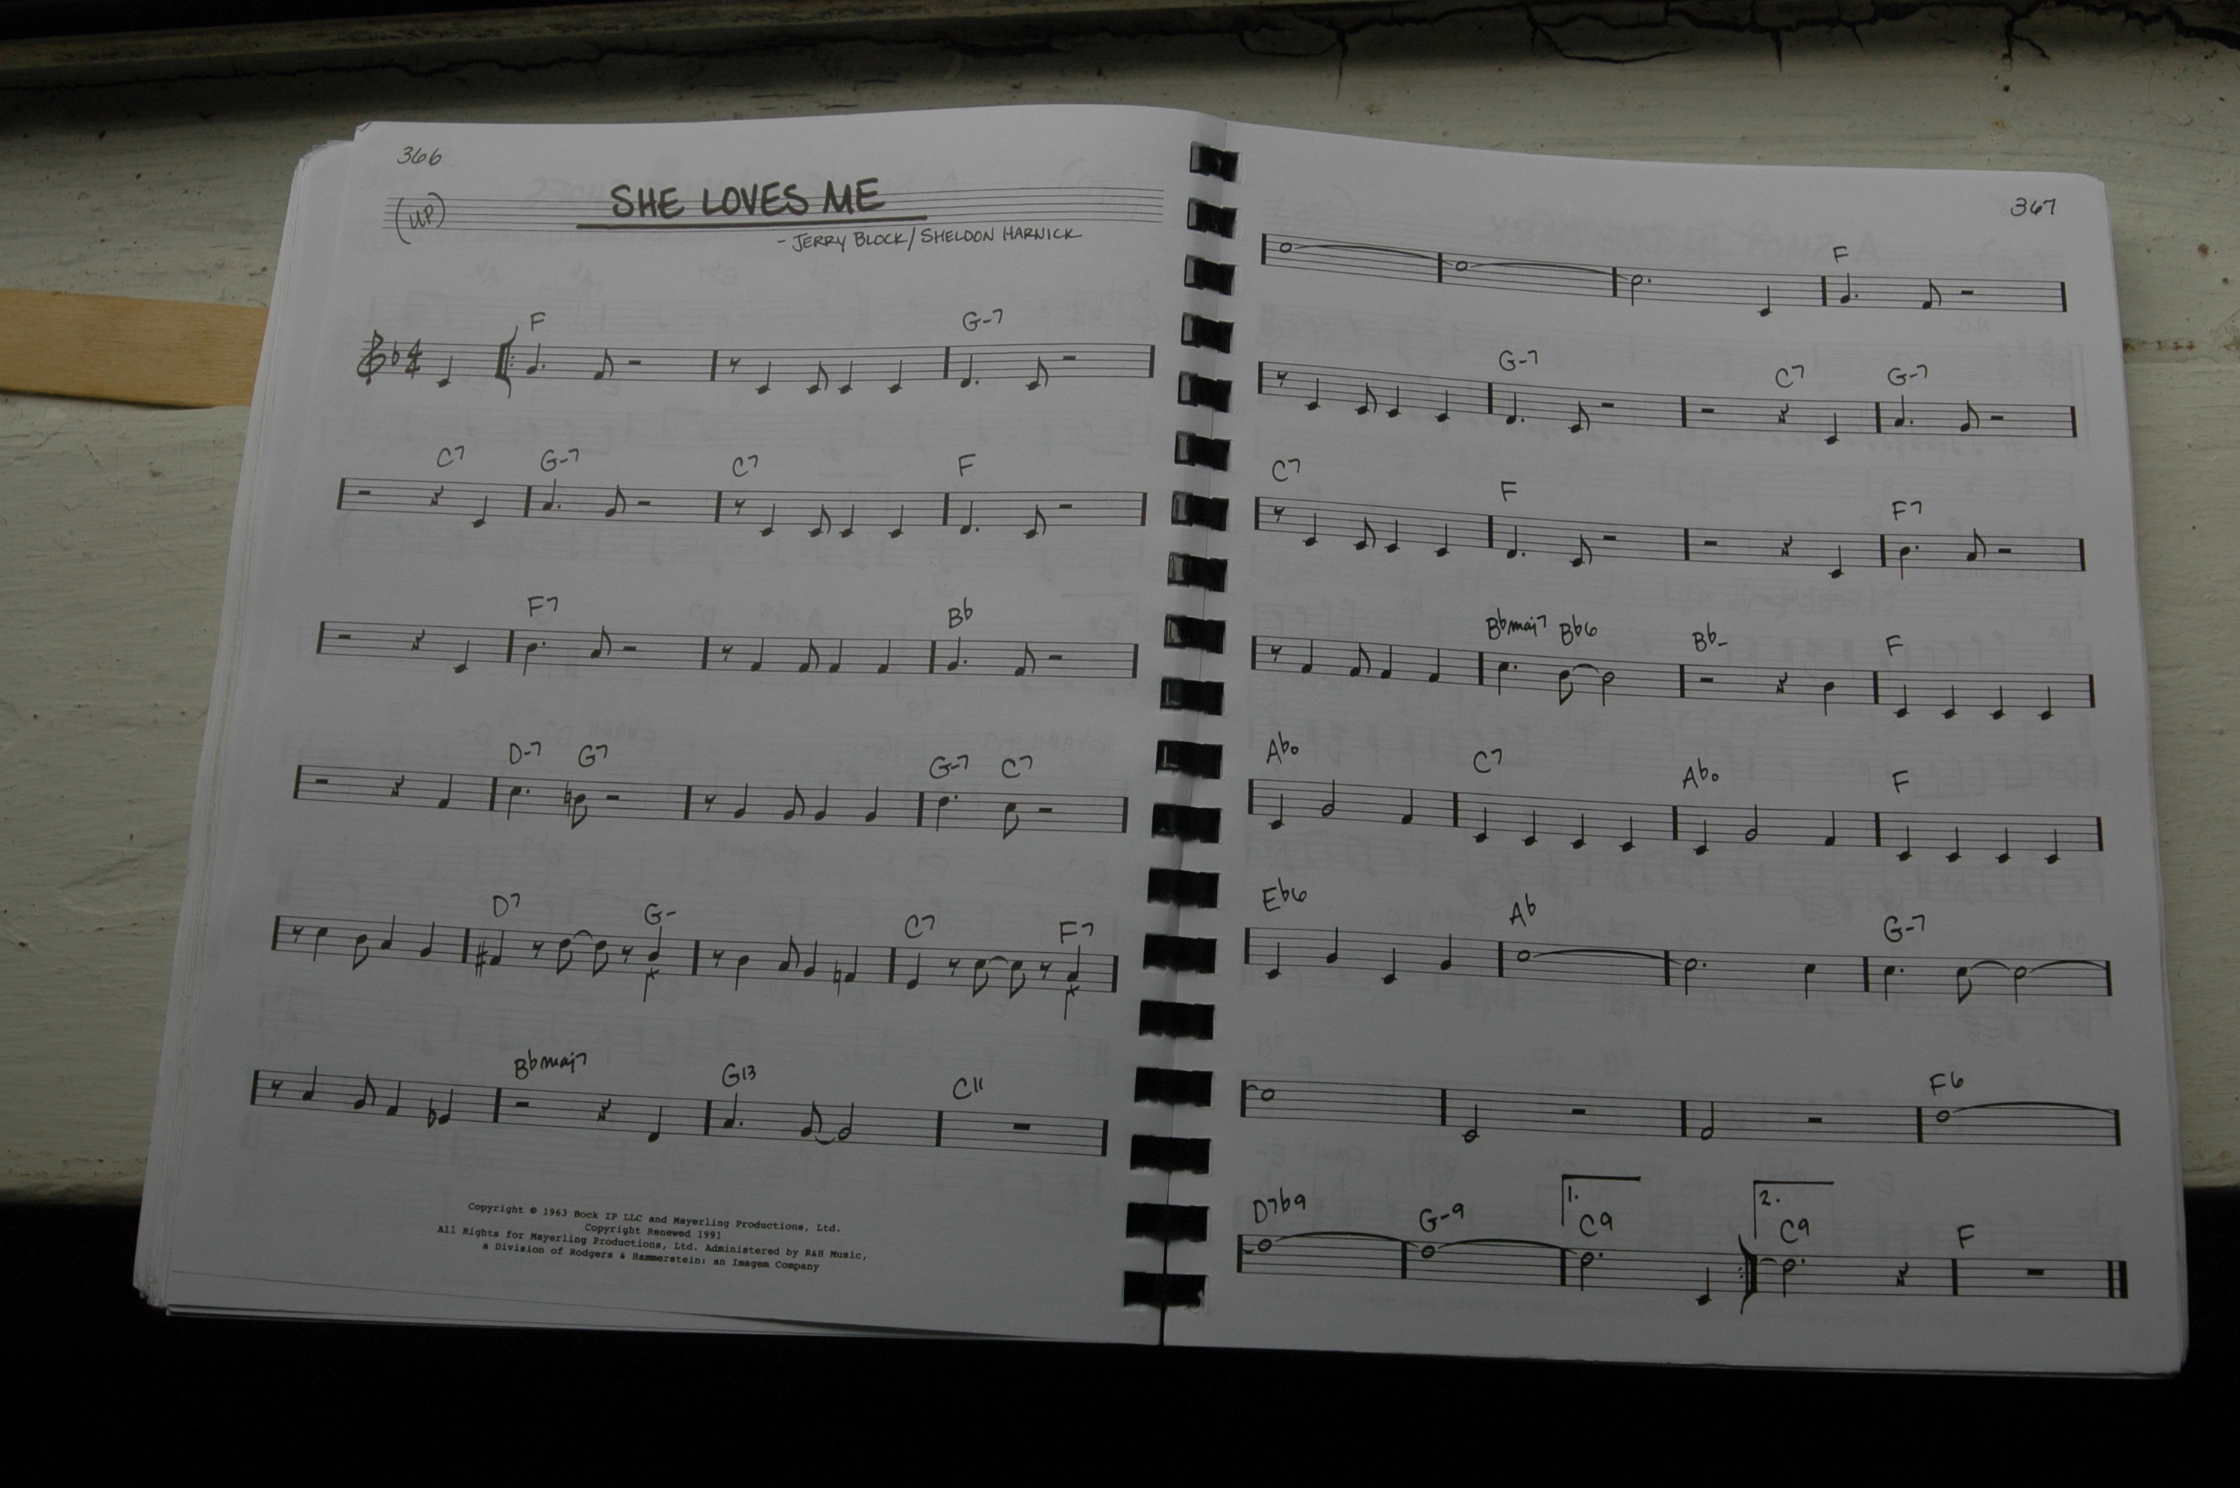 366
(UP)
SHE LOVES ME
- JERRY BLOCK / SHELDON HARNICK
F G-7
C7 G-7 C7 F
F7 Bb
D-7 G7 G-7 C7
D7 G- C7 F7
Bbmaj7 G13 C11
Copyright © 1963 Bock IP LLC and Mayerling Productions, Ltd.
Copyright Renewed 1991
All Rights for Mayerling Productions, Ltd. Administered by R&H Music,
a Division of Rodgers & Hammerstein: an Imagem Company
367
F
G-7 C7 G-7
C7 F F7
Bbmaj7 Bb6 Bb- F
Abo C7 Abo F
Eb6 Ab G-7
F6
D7b9 G-9 1. C9 2. C9 F